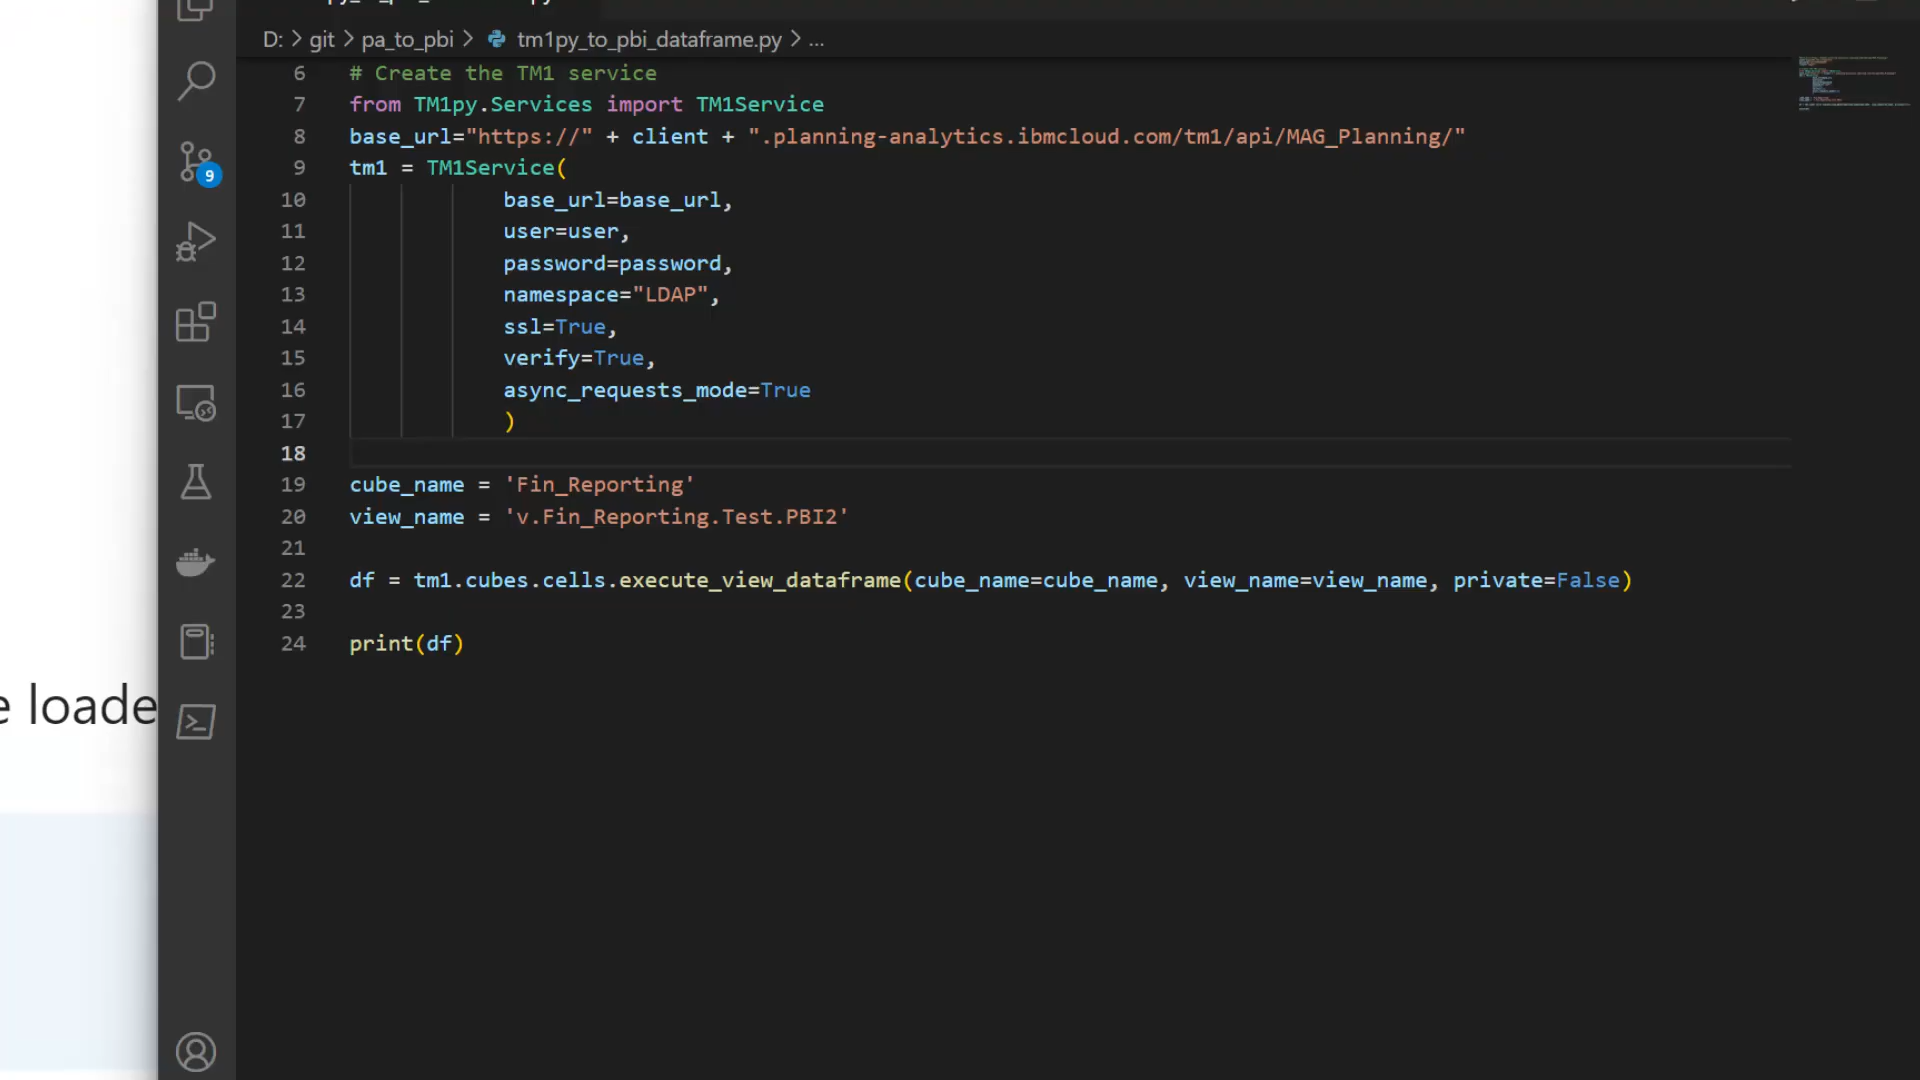 D: > git > pa_to_pbi > tm1py_to_pbi_dataframe.py > ...
6 # Create the TM1 service
7 from TM1py.Services import TM1Service
8 base_url="https://" + client + ".planning-analytics.ibmcloud.com/tm1/api/MAG_Planning/"
9 tm1 = TM1Service(
10 base_url=base_url,
11 user=user,
12 password=password,
13 namespace="LDAP",
14 ssl=True,
15 verify=True,
16 async_requests_mode=True
17 )
18
19 cube_name = 'Fin_Reporting'
20 view_name = 'v.Fin_Reporting.Test.PBI2'
21
22 df = tm1.cubes.cells.execute_view_dataframe(cube_name=cube_name, view_name=view_name, private=False)
23
24 print(df)
9
e loade